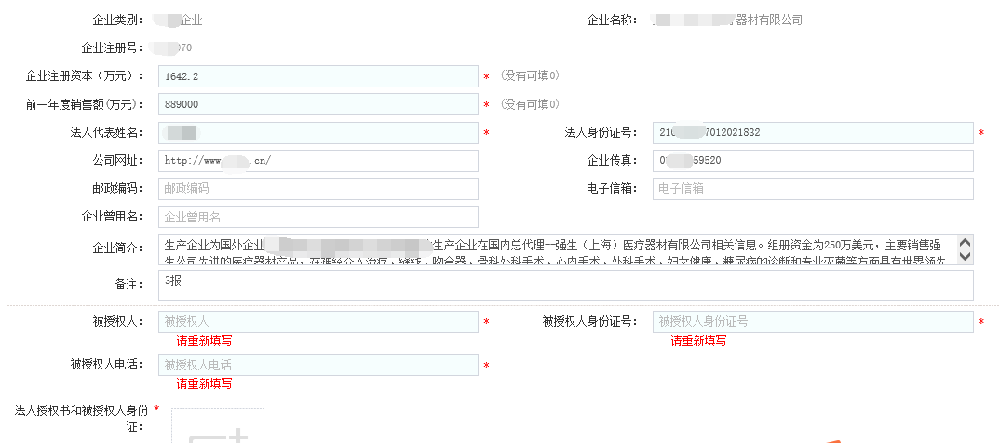 企业类别： 企业 企业名称： 疗器材有限公司
企业注册号： 070
企业注册资本（万元）： 1642.2 * (没有可填0)
前一年度销售额(万元)： 889000 * (没有可填0)
法人代表姓名： * 法人身份证号： 210 7012021832 *
公司网址： http://www .cn/ 企业传真： 0 59520
邮政编码： 邮政编码 电子信箱： 电子信箱
企业曾用名： 企业曾用名
企业简介： 生产企业为国外企业 生产企业在国内总代理--强生（上海）医疗器材有限公司相关信息。组册资金为250万美元，主要销售强
生公司先进的医疗器材产品，在神经介入治疗、缝线、吻合器、骨科外科手术、心内手术、外科手术、妇女健康、糖尿病的诊断和专业灭菌等方面具有世界领先
备注： 3报
被授权人： 被授权人 * 被授权人身份证号： 被授权人身份证号 *
请重新填写 请重新填写
被授权人电话： 被授权人电话 *
请重新填写
法人授权书和被授权人身份 *
证：